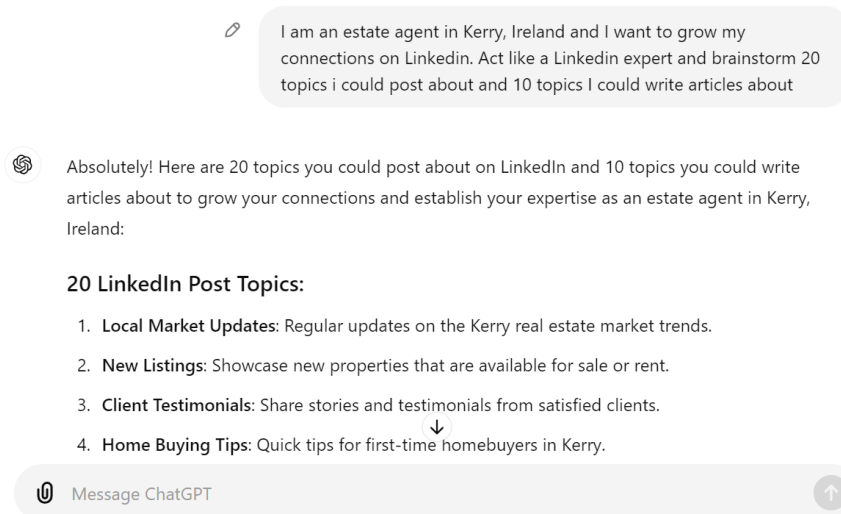 I am an estate agent in Kerry, Ireland and I want to grow my
connections on Linkedin. Act like a Linkedin expert and brainstorm 20
topics i could post about and 10 topics I could write articles about
Absolutely! Here are 20 topics you could post about on LinkedIn and 10 topics you could write
articles about to grow your connections and establish your expertise as an estate agent in Kerry,
Ireland:
20 LinkedIn Post Topics:
1. Local Market Updates: Regular updates on the Kerry real estate market trends.
2. New Listings: Showcase new properties that are available for sale or rent.
3. Client Testimonials: Share stories and testimonials from satisfied clients.
4. Home Buying Tips: Quick tips for first-time homebuyers in Kerry.
Message ChatGPT